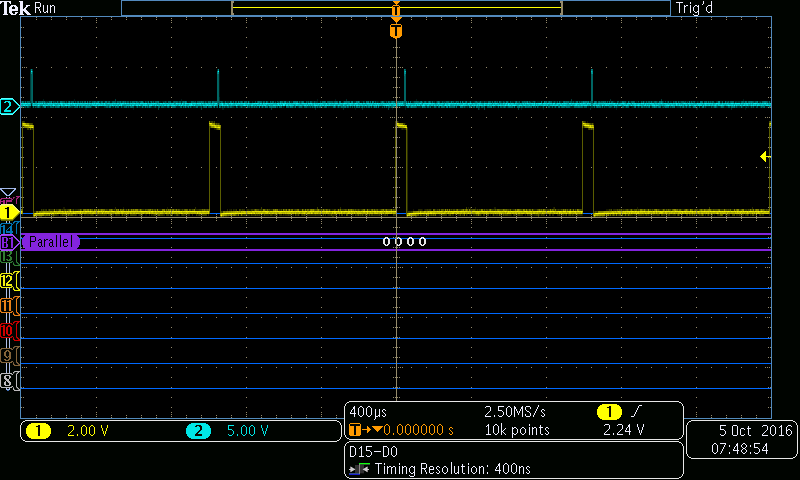 Tek Run
Trig'd
T
T
2
1
14
B1 Parallel
0000
13
12
11
10
9
8
400µs 2.50MS/s 1
T 0.000000 s 10k points 2.24 V
1 2.00 V 2 5.00 V
5 Oct 2016
07:48:54
D15-D0
Timing Resolution: 400ns